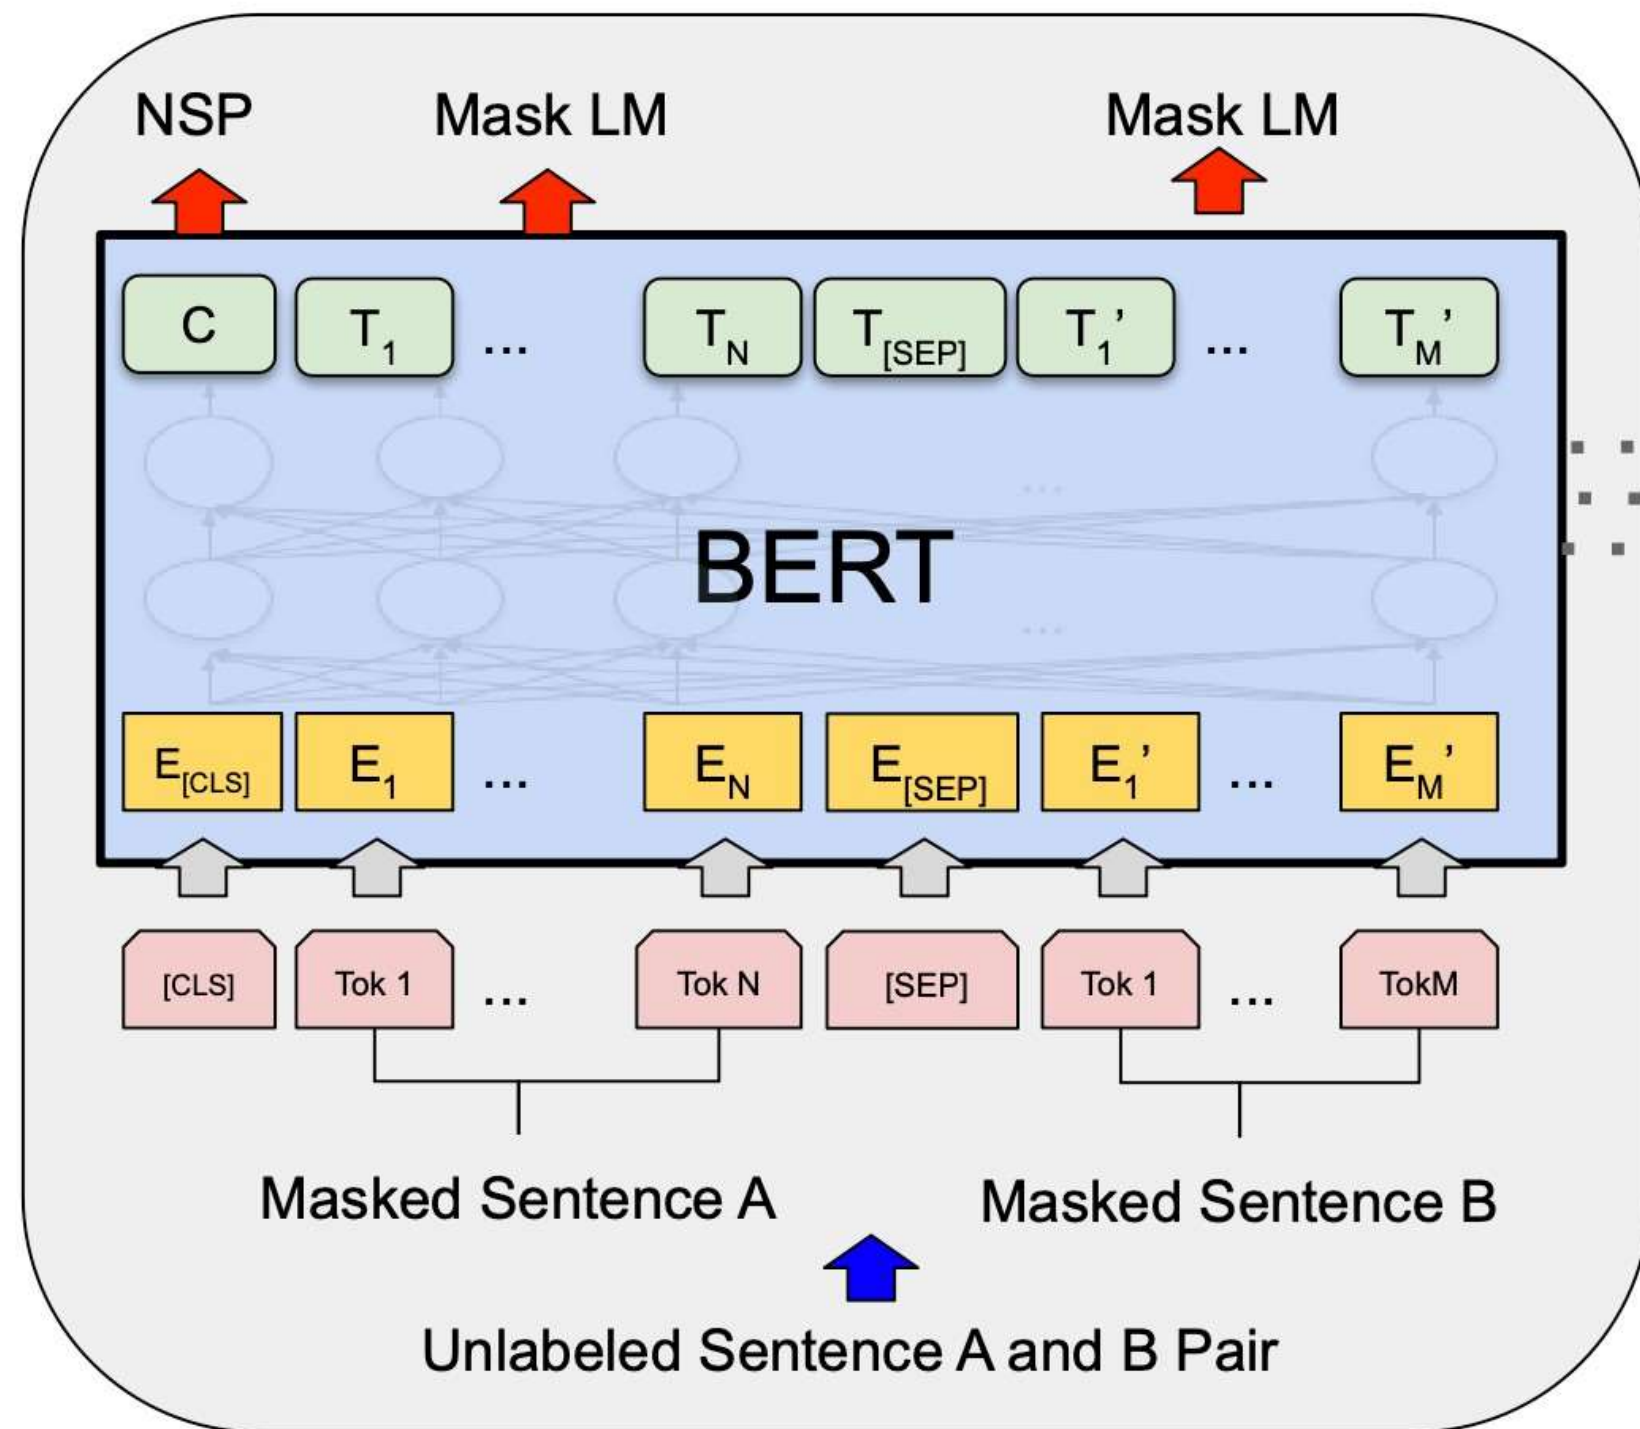 NSP Mask LM Mask LM
C T1 ... TN T[SEP] T1’ ... TM’
...
BERT
...
E[CLS] E1 ... EN E[SEP] E1’ ... EM’
[CLS] Tok 1 ... Tok N [SEP] Tok 1 ... TokM
Masked Sentence A Masked Sentence B
Unlabeled Sentence A and B Pair